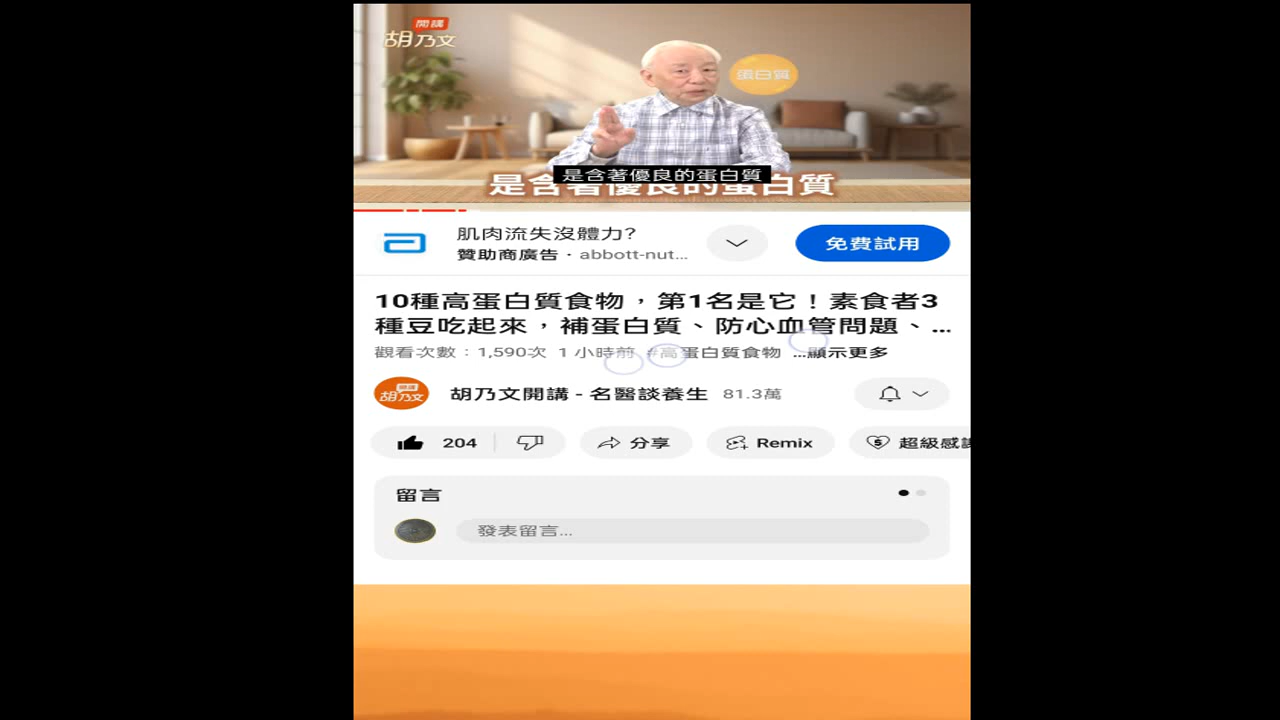 開講
胡乃文
蛋白質
是含著優良的蛋白質
是含著優良的蛋白質
肌肉流失沒體力?
贊助商廣告 · abbott-nut...
免費試用
10種高蛋白質食物，第1名是它！素食者3
種豆吃起來，補蛋白質、防心血管問題、...
觀看次數：1,590次 1 小時前 #高蛋白質食物 ...顯示更多
開講
胡乃文
胡乃文開講 - 名醫談養生 81.3萬
204
分享
Remix
超級感謝
留言
發表留言...